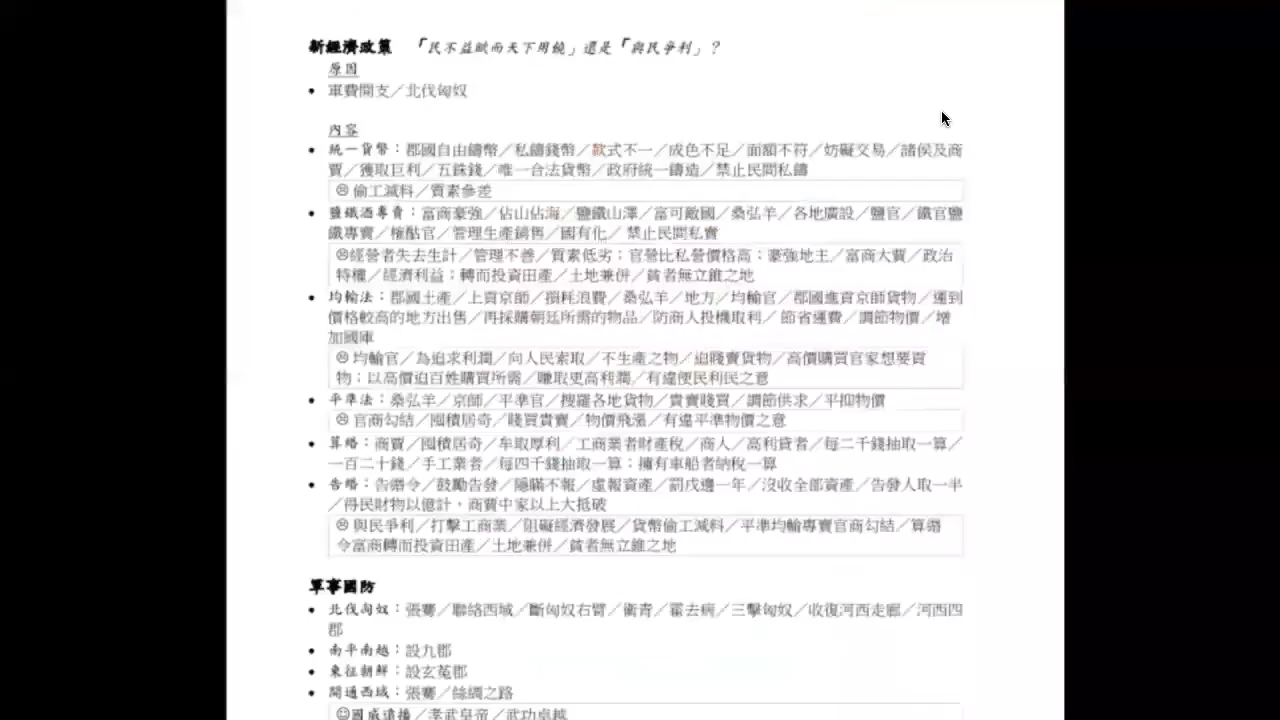 新經濟政策 「民不益賦而天下用饒」還是「與民爭利」？
原因
• 軍費開支／北伐匈奴
內容
• 統一貨幣：郡國自由鑄幣／私鑄錢幣／款式不一／成色不足／面額不符／妨礙交易／諸侯及商
賈／獲取巨利／五銖錢／唯一合法貨幣／政府統一鑄造／禁止民間私鑄
☹ 偷工減料／質素參差
• 鹽鐵酒專賣：富商豪強／佔山佔海／鹽鐵山澤／富可敵國／桑弘羊／各地廣設／鹽官／鐵官鹽
鐵專賣／榷酤官／管理生產銷售／國有化／ 禁止民間私賣
☹經營者失去生計／管理不善／質素低劣；官營比私營價格高；豪強地主／富商大賈／政治
特權／經濟利益；轉而投資田產／土地兼併／貧者無立錐之地
• 均輸法：郡國土產／上貢京師／損耗浪費／桑弘羊／地方／均輸官／郡國進貢京師貨物／運到
價格較高的地方出售／再採購朝廷所需的物品／防商人投機取利／ 節省運費／調節物價／增
加國庫
☹ 均輸官／為追求利潤／向人民索取／不生產之物／迫賤賣貨物／高價購買官家想要賣
物；以高價迫百姓購買所需／賺取更高利潤／有違便民利民之意
• 平準法：桑弘羊／京師／平準官／搜羅各地貨物／貴賣賤買／調節供求／平抑物價
☹ 官商勾結／囤積居奇／賤買貴賣／物價飛漲／有違平準物價之意
• 算緡：商賈／囤積居奇／牟取厚利／工商業者財產稅／商人／高利貸者／每二千錢抽取一算／
一百二十錢／手工業者／每四千錢抽取一算；擁有車船者納稅一算
• 告緡：告緡令／鼓勵告發／隱瞞不報／虛報資產／罰戍邊一年／沒收全部資產／告發人取一半
／得民財物以億計，商賈中家以上大抵破
☹ 與民爭利／打擊工商業／阻礙經濟發展／貨幣偷工減料／平準均輸專賣官商勾結／算緡
令富商轉而投資田產／土地兼併／貧者無立錐之地
軍事國防
• 北伐匈奴：張騫／聯絡西域／斷匈奴右臂／衞青／霍去病／三擊匈奴／收復河西走廊／河西四
郡
• 南平南越：設九郡
• 東征朝鮮：設玄菟郡
• 開通西域：張騫／絲綢之路
☺國威遠播／孝武皇帝／武功卓越